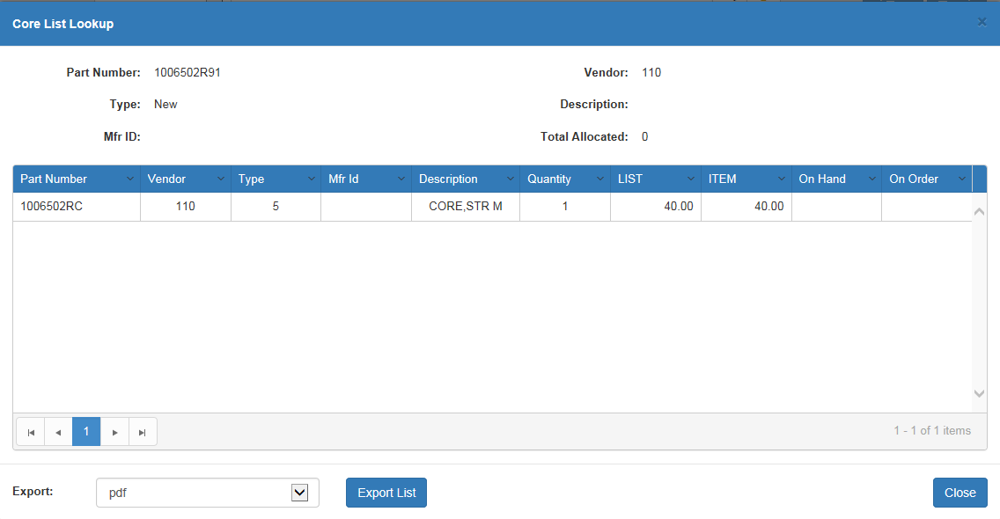 Core List Lookup ×
Part Number: 1006502R91 Vendor: 110
Type: New Description:
Mfr ID: Total Allocated: 0
Part Number Vendor Type Mfr Id Description Quantity LIST ITEM On Hand On Order
1006502RC 110 5 CORE,STR M 1 40.00 40.00
1 1 - 1 of 1 items
Export: pdf Export List Close